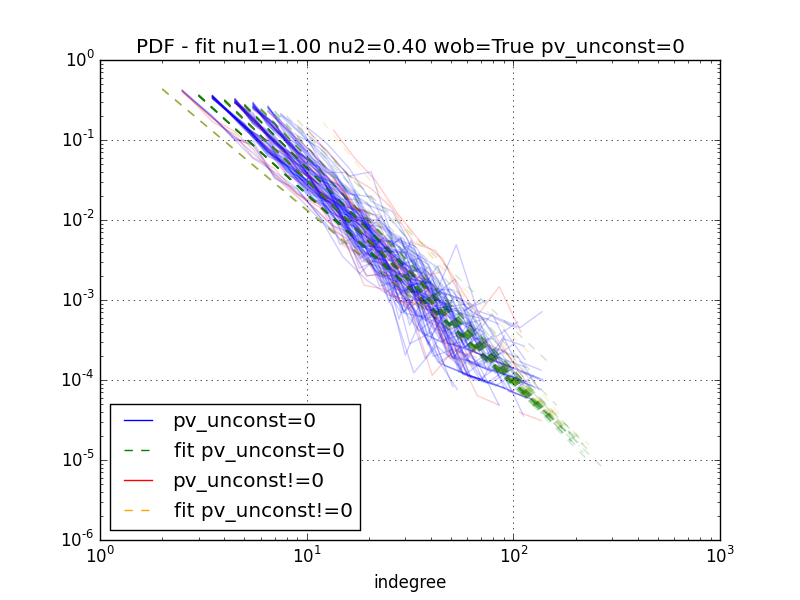 PDF - fit nu1=1.00 nu2=0.40 wob=True pv_unconst=0
10^0
10^-1
10^-2
10^-3
10^-4
10^-5
10^-6
pv_unconst=0
fit pv_unconst=0
pv_unconst!=0
fit pv_unconst!=0
10^0 10^1 10^2 10^3
indegree